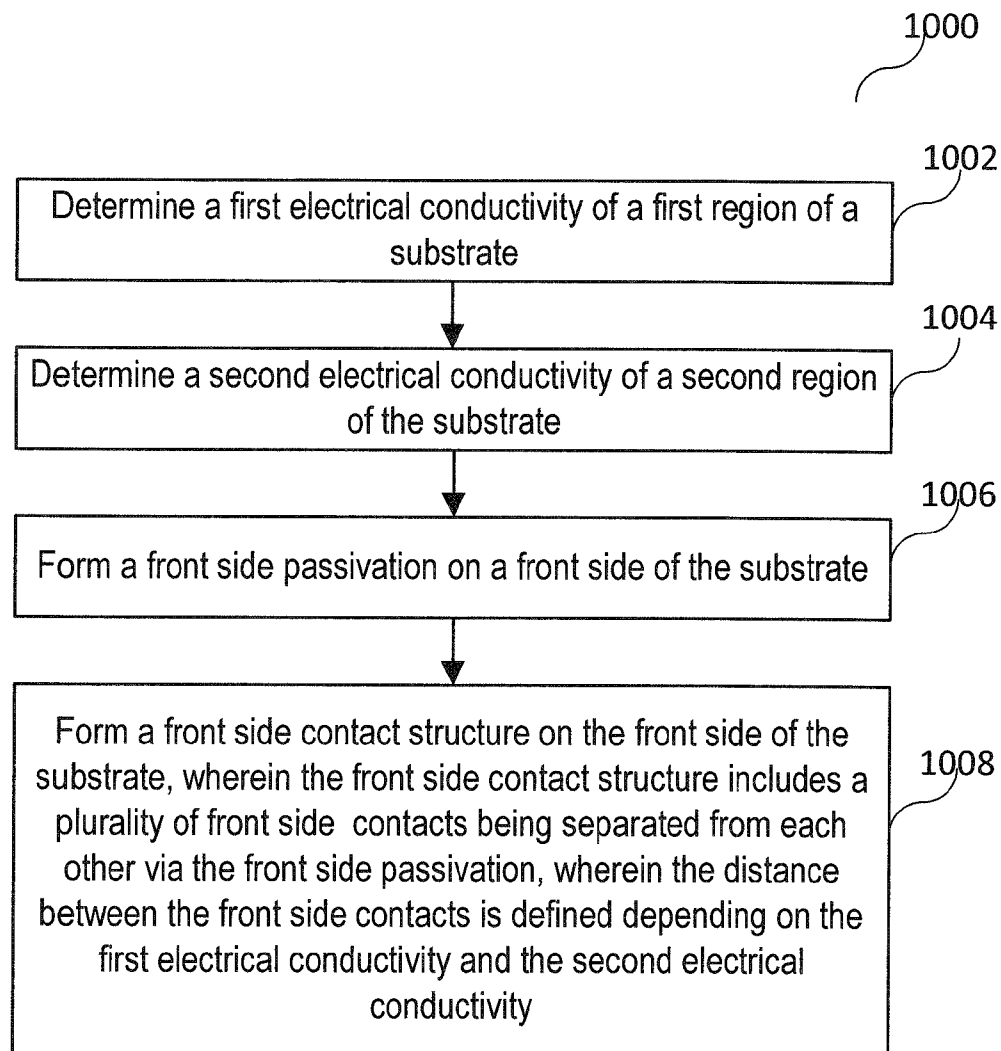 1000
1002
Determine a first electrical conductivity of a first region of a
substrate
1004
Determine a second electrical conductivity of a second region
of the substrate
1006
Form a front side passivation on a front side of the substrate
1008
Form a front side contact structure on the front side of the
substrate, wherein the front side contact structure includes a
plurality of front side contacts being separated from each
other via the front side passivation, wherein the distance
between the front side contacts is defined depending on the
first electrical conductivity and the second electrical
conductivity